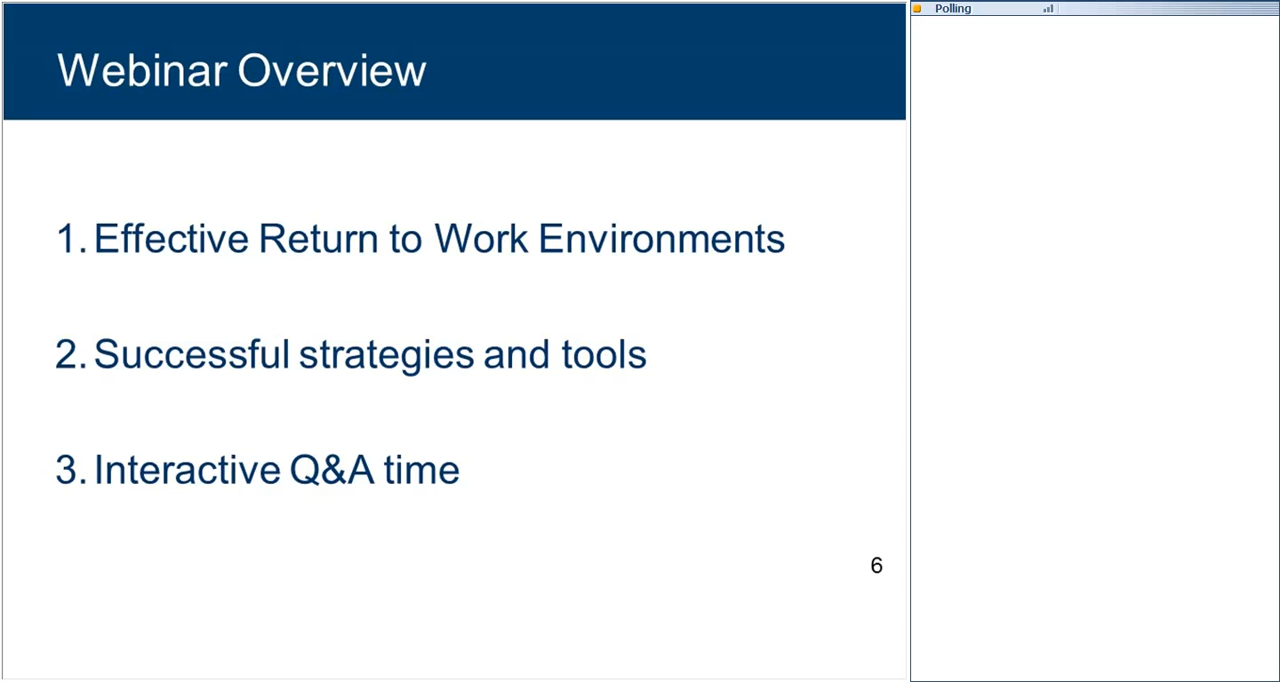 Webinar Overview
Polling
1. Effective Return to Work Environments
2. Successful strategies and tools
3. Interactive Q&A time
6